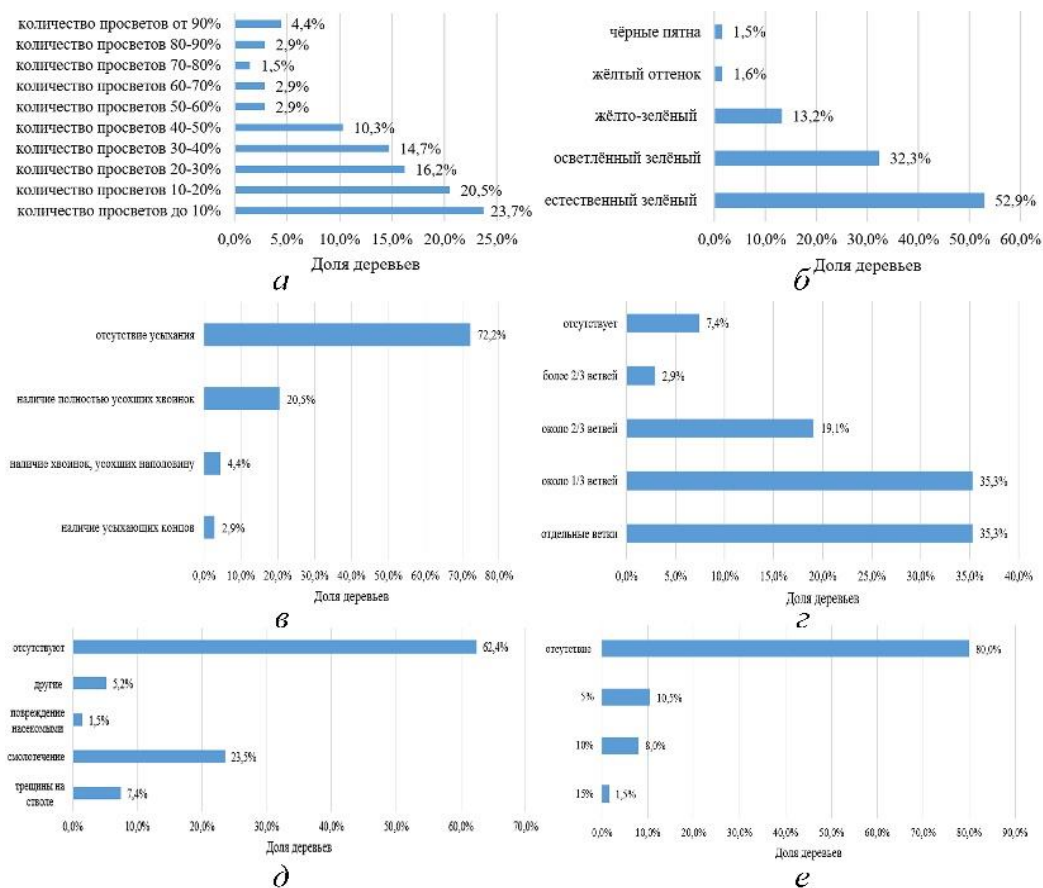 количество просветов от 90% 4,4%
количество просветов 80-90% 2,9%
количество просветов 70-80% 1,5%
количество просветов 60-70% 2,9%
количество просветов 50-60% 2,9%
количество просветов 40-50% 10,3%
количество просветов 30-40% 14,7%
количество просветов 20-30% 16,2%
количество просветов 10-20% 20,5%
количество просветов до 10% 23,7%
0,0% 5,0% 10,0% 15,0% 20,0% 25,0%
Доля деревьев
а
чёрные пятна 1,5%
жёлтый оттенок 1,6%
жёлто-зелёный 13,2%
осветлённый зелёный 32,3%
естественный зелёный 52,9%
0,0% 10,0% 20,0% 30,0% 40,0% 50,0% 60,0%
Доля деревьев
б
отсутствие усыхания 72,2%
наличие полностью усохших хвоинок 20,5%
наличие хвоинок, усохших наполовину 4,4%
наличие усыхающих концов 2,9%
0,0% 10,0% 20,0% 30,0% 40,0% 50,0% 60,0% 70,0% 80,0%
Доля деревьев
в
отсутствует 7,4%
более 2/3 ветвей 2,9%
около 2/3 ветвей 19,1%
около 1/3 ветвей 35,3%
отдельные ветки 35,3%
0,0% 5,0% 10,0% 15,0% 20,0% 25,0% 30,0% 35,0% 40,0%
Доля деревьев
г
отсутствуют 62,4%
другие 5,2%
повреждение
насекомыми 1,5%
смолотечение 23,5%
трещины на
стволе 7,4%
0,0% 10,0% 20,0% 30,0% 40,0% 50,0% 60,0% 70,0%
Доля деревьев
д
отсутствие 80,0%
5% 10,5%
10% 8,0%
15% 1,5%
0,0% 10,0% 20,0% 30,0% 40,0% 50,0% 60,0% 70,0% 80,0% 90,0%
Доля деревьев
е